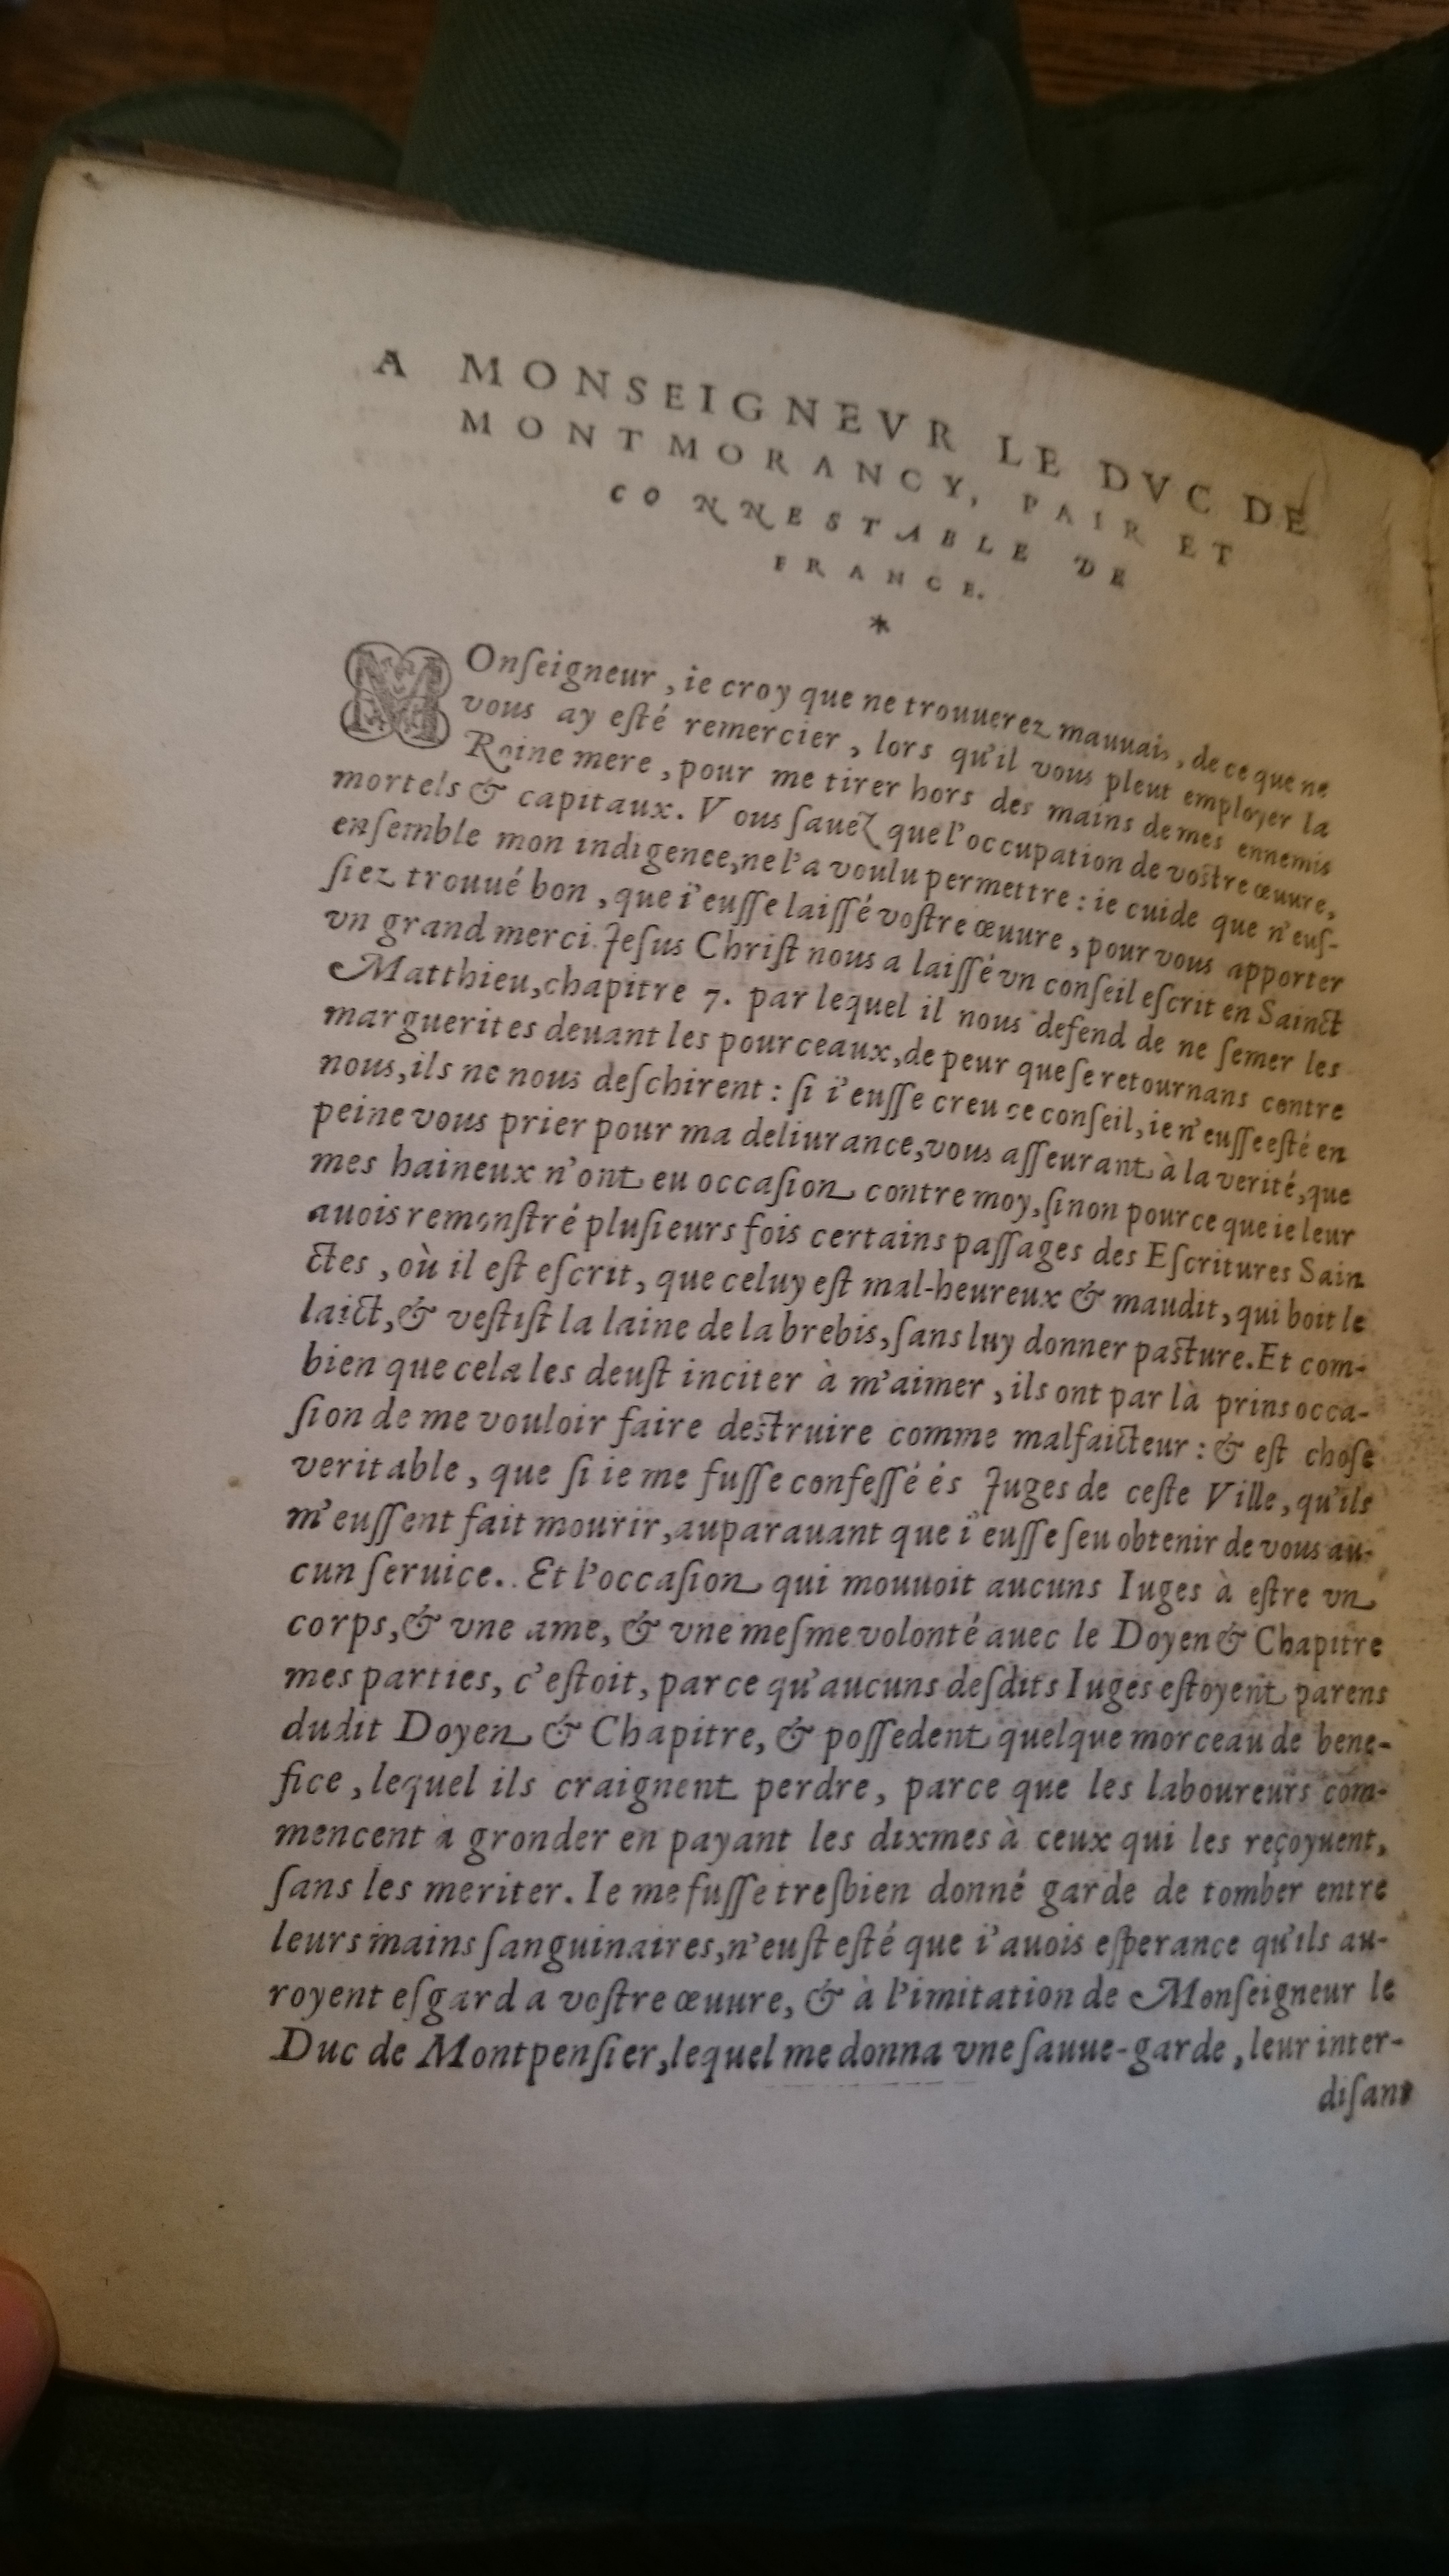 A MONSEIGNEVR LE DVC DE
MONTMORANCY, PAIR ET
CONNESTABLE DE
FRANCE.
*
MOnſeigneur, ie croy que ne trouuerez mauuais, de ce que ne
vous ay eſté remercier, lors qu'il vous pleut employer la
Roine mere, pour me tirer hors des mains de mes ennemis
mortels & capitaux. Vous ſauez que l'occupation de voſtre œuure,
enſemble mon indigence, ne l'a voulu permettre : ie cuide que n'euſ-
ſiez trouué bon, que i'euſſe laiſſé voſtre œuure, pour vous apporter
vn grand merci. Jeſus Chriſt nous a laiſſé vn conſeil eſcrit en Sainct
Matthieu, chapitre 7. par lequel il nous defend de ne ſemer les
marguerites deuant les pourceaux, de peur que ſe retournans contre
nous, ils ne nous deſchirent : ſi i'euſſe creu ce conſeil, ie n'euſſe eſté en
peine vous prier pour ma deliurance, vous aſſeurant à la verité, que
mes haineux n'ont eu occaſion contre moy, ſinon pource que ie leur
auois remonſtré pluſieurs fois certains paſſages des Eſcritures Sain
ctes, où il eſt eſcrit, que celuy eſt mal-heureux & maudit, qui boit le
laict, & veſtiſt la laine de la brebis, ſans luy donner paſture. Et com-
bien que cela les deuſt inciter à m'aimer, ils ont par là prins occa-
ſion de me vouloir faire deſtruire comme malfaicteur : & eſt choſe
veritable, que ſi ie me fuſſe confeſſé és Juges de ceſte Ville, qu'ils
m'euſſent fait mourir, auparauant que i'euſſe ſeu obtenir de vous au-
cun ſeruice. Et l'occaſion qui mouuoit aucuns Iuges à eſtre vn
corps, & vne ame, & vne meſme volonté auec le Doyen & Chapitre
mes parties, c'eſtoit, parce qu'aucuns deſdits Iuges eſtoyent parens
dudit Doyen & Chapitre, & poſſedent quelque morceau de bene-
fice, lequel ils craignent perdre, parce que les laboureurs com-
mencent à gronder en payant les dixmes à ceux qui les reçoyuent,
ſans les meriter. Ie me fuſſe treſbien donné garde de tomber entre
leurs mains ſanguinaires, n'euſt eſté que i'auois eſperance qu'ils au-
royent eſgard a voſtre œuure, & à l'imitation de Monſeigneur le
Duc de Montpenſier, lequel me donna vne ſauue-garde, leur inter-
diſant